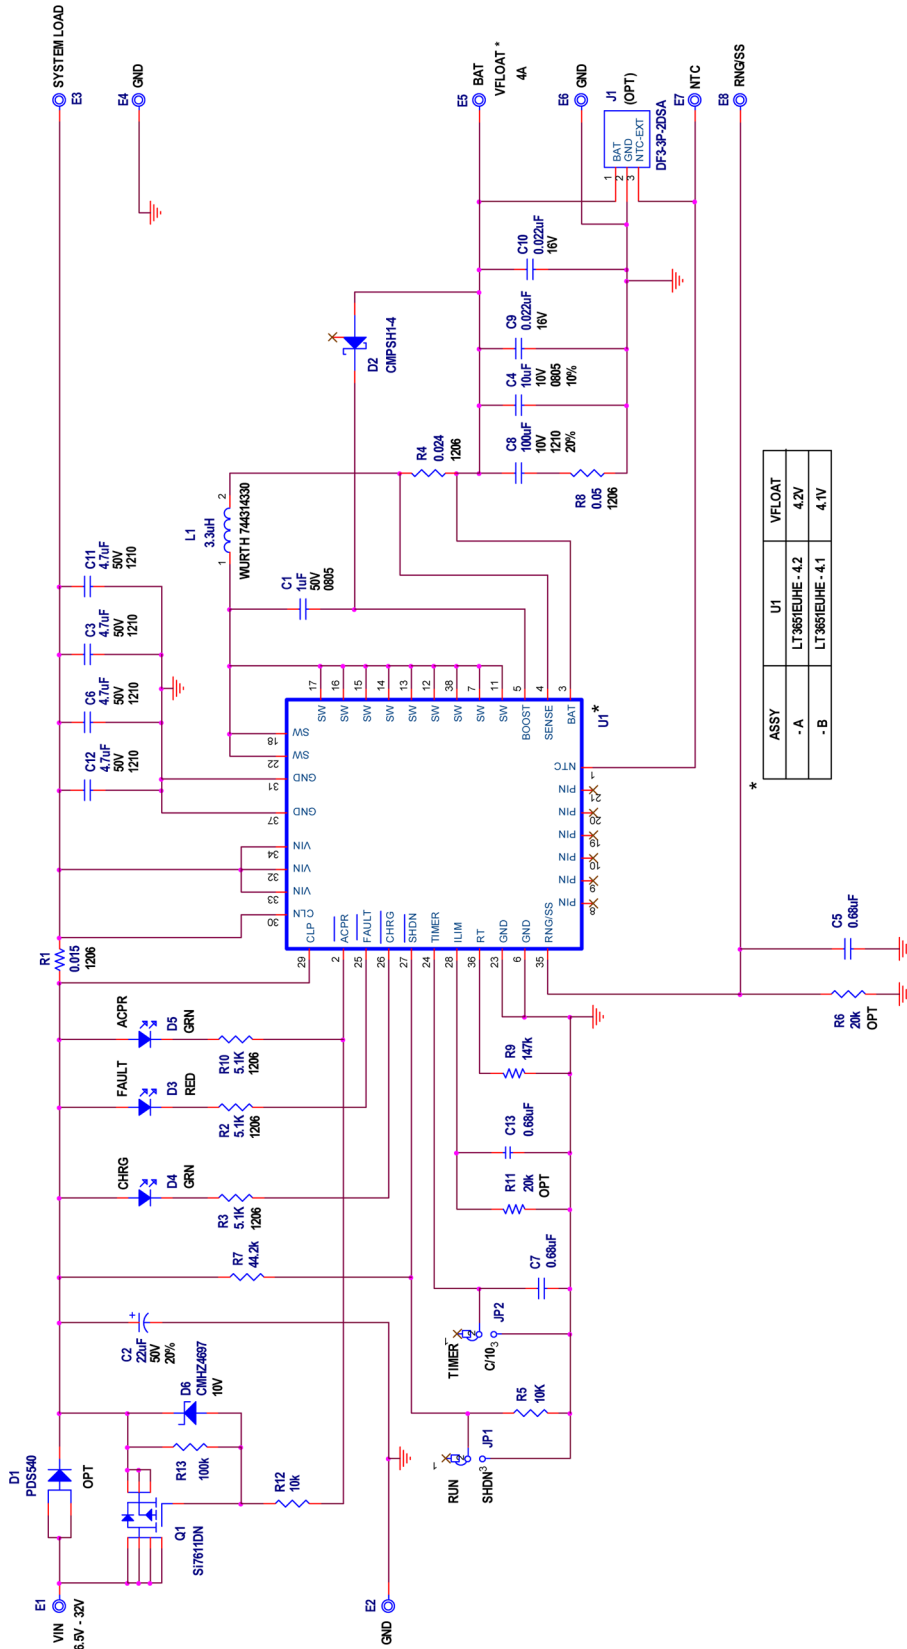 E1
VIN
6.5V - 32V
D1
PDS540
OPT
Q1
Si7611DN
R13
100k
D6
CMHZ4697
10V
R12
10k
E2
GND
C2
22uF
50V
20%
+
R7
44.2k
CHRG
D4
GRN
R3
5.1K
1206
FAULT
D3
RED
R2
5.1K
1206
ACPR
D5
GRN
R10
5.1K
1206
R1
0.015
1206
C12
4.7uF
50V
1210
C6
4.7uF
50V
1210
C3
4.7uF
50V
1210
C11
4.7uF
50V
1210
SYSTEM LOAD
E3
E4
GND
L1
3.3uH
WURTH 744314330
1
2
C1
1uF
50V
0805
D2
CMPSH1-4
R4
0.024
1206
C8
100uF
10V
1210
20%
R8
0.05
1206
C4
10uF
10V
0805
10%
C9
0.022uF
16V
C10
0.022uF
16V
E5
BAT
VFLOAT *
4A
E6
GND
J1
(OPT)
BAT
GND
NTC-EXT
1
2
3
DF3-3P-2DSA
E7
NTC
E8
RNG/SS
U1
*
30
CLN
33
VIN
32
VIN
34
VIN
37
GND
31
GND
22
SW
18
SW
29
CLP
2
ACPR
25
FAULT
26
CHRG
27
SHDN
24
TIMER
28
ILIM
36
RT
23
GND
6
GND
35
RNG/SS
SW
17
SW
16
SW
15
SW
14
SW
13
SW
12
SW
38
SW
7
SW
11
BOOST
5
SENSE
4
BAT
3
PIN
8
PIN
9
PIN
10
PIN
19
PIN
20
PIN
21
NTC
1
RUN
1
2
3
SHDN
JP1
R5
10K
TIMER
1
2
3
C/10
JP2
C7
0.68uF
R11
20k
OPT
C13
0.68uF
R9
147k
R6
20k
OPT
C5
0.68uF
*
ASSY U1 VFLOAT
- A LT3651EUHE - 4.2 4.2V
- B LT3651EUHE - 4.1 4.1V